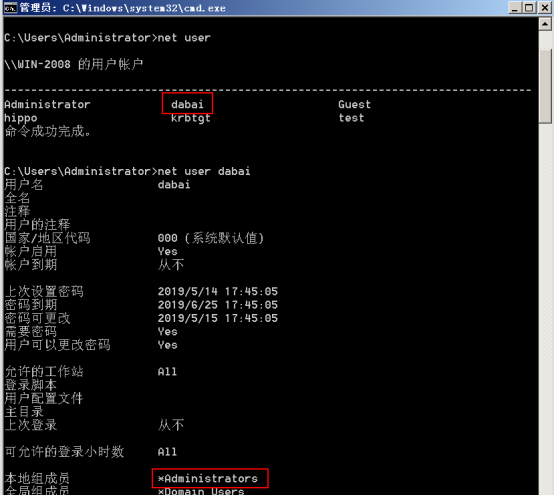 管理员: C:\Windows\system32\cmd.exe
C:\Users\Administrator>net user
\\WIN-2008 的用户帐户
-------------------------------------------------------------------------------
Administrator dabai Guest
hippo krbtgt test
命令成功完成。
C:\Users\Administrator>net user dabai
用户名 dabai
全名
注释
用户的注释
国家/地区代码 000 (系统默认值)
帐户启用 Yes
帐户到期 从不
上次设置密码 2019/5/14 17:45:05
密码到期 2019/6/25 17:45:05
密码可更改 2019/5/15 17:45:05
需要密码 Yes
用户可以更改密码 Yes
允许的工作站 All
登录脚本
用户配置文件
主目录
上次登录 从不
可允许的登录小时数 All
本地组成员 *Administrators
全局组成员 *Domain Users